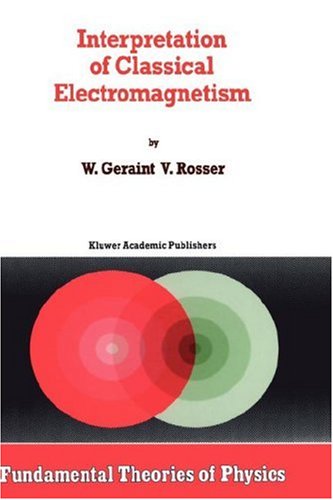 Interpretation
of Classical
Electromagnetism
by
W. Geraint V. Rosser
Kluwer Academic Publishers
Fundamental Theories of Physics